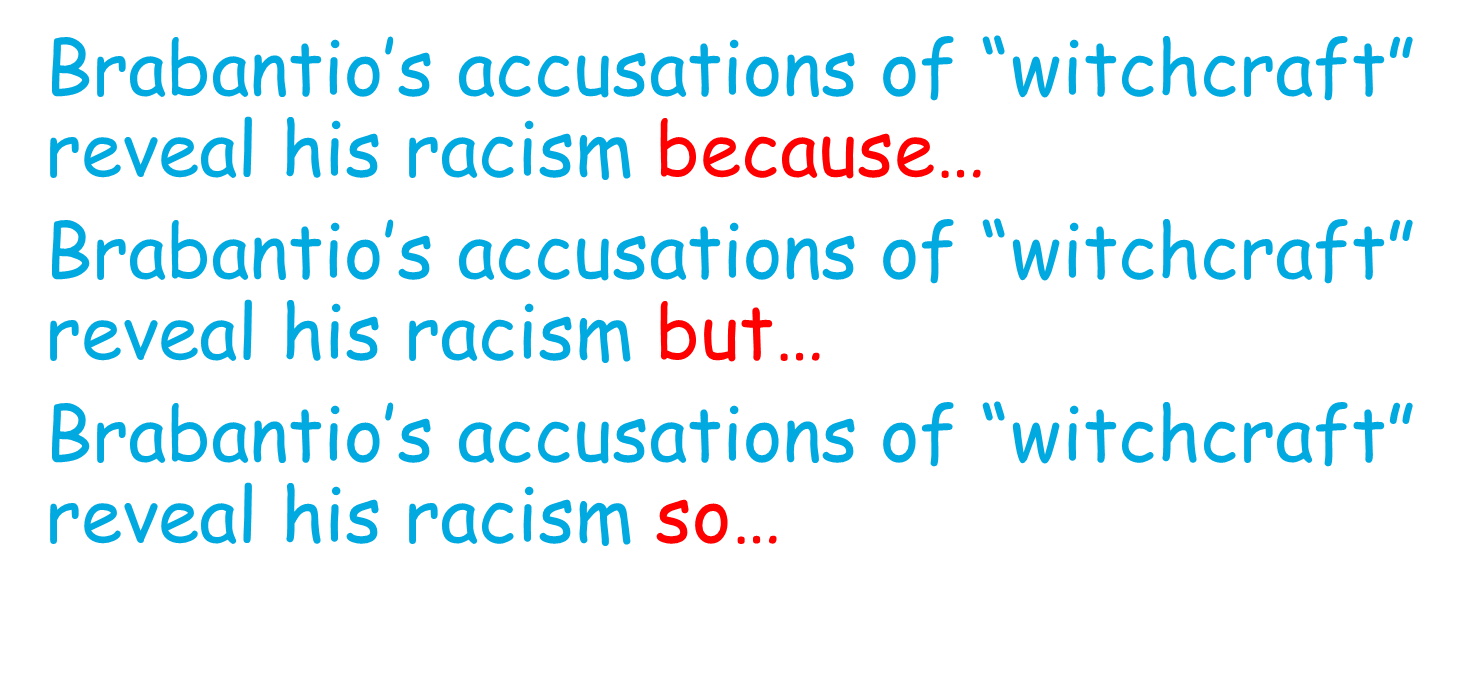 Brabantio’s accusations of “witchcraft”
reveal his racism because…
Brabantio’s accusations of “witchcraft”
reveal his racism but…
Brabantio’s accusations of “witchcraft”
reveal his racism so…